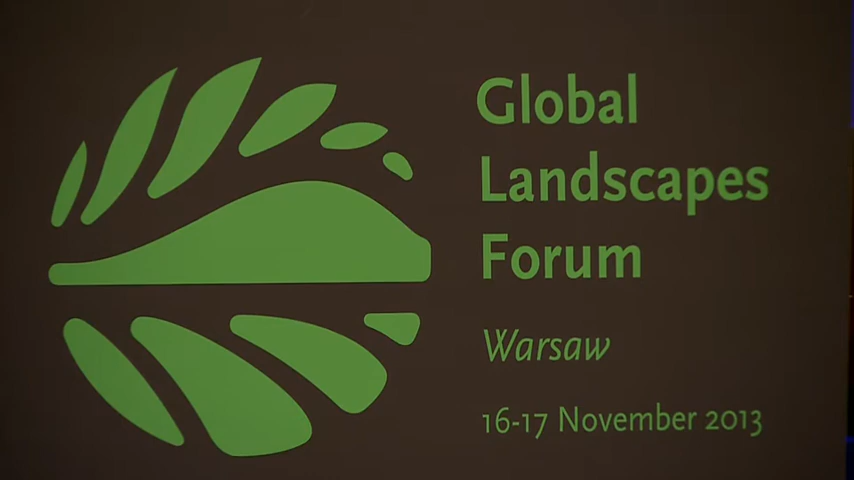 Global
Landscapes
Forum
Warsaw
16-17 November 2013